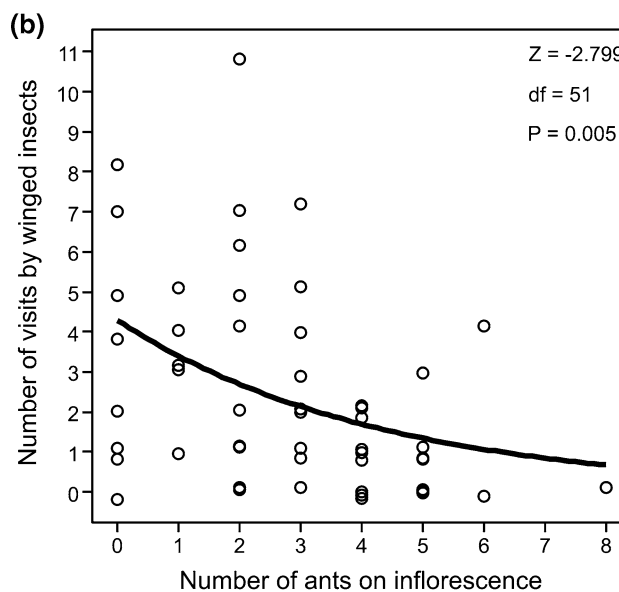 (b)
Z = -2.799
df = 51
P = 0.005
Number of visits by winged insects
11
10
9
8
7
6
5
4
3
2
1
0
0 1 2 3 4 5 6 7 8
Number of ants on inflorescence